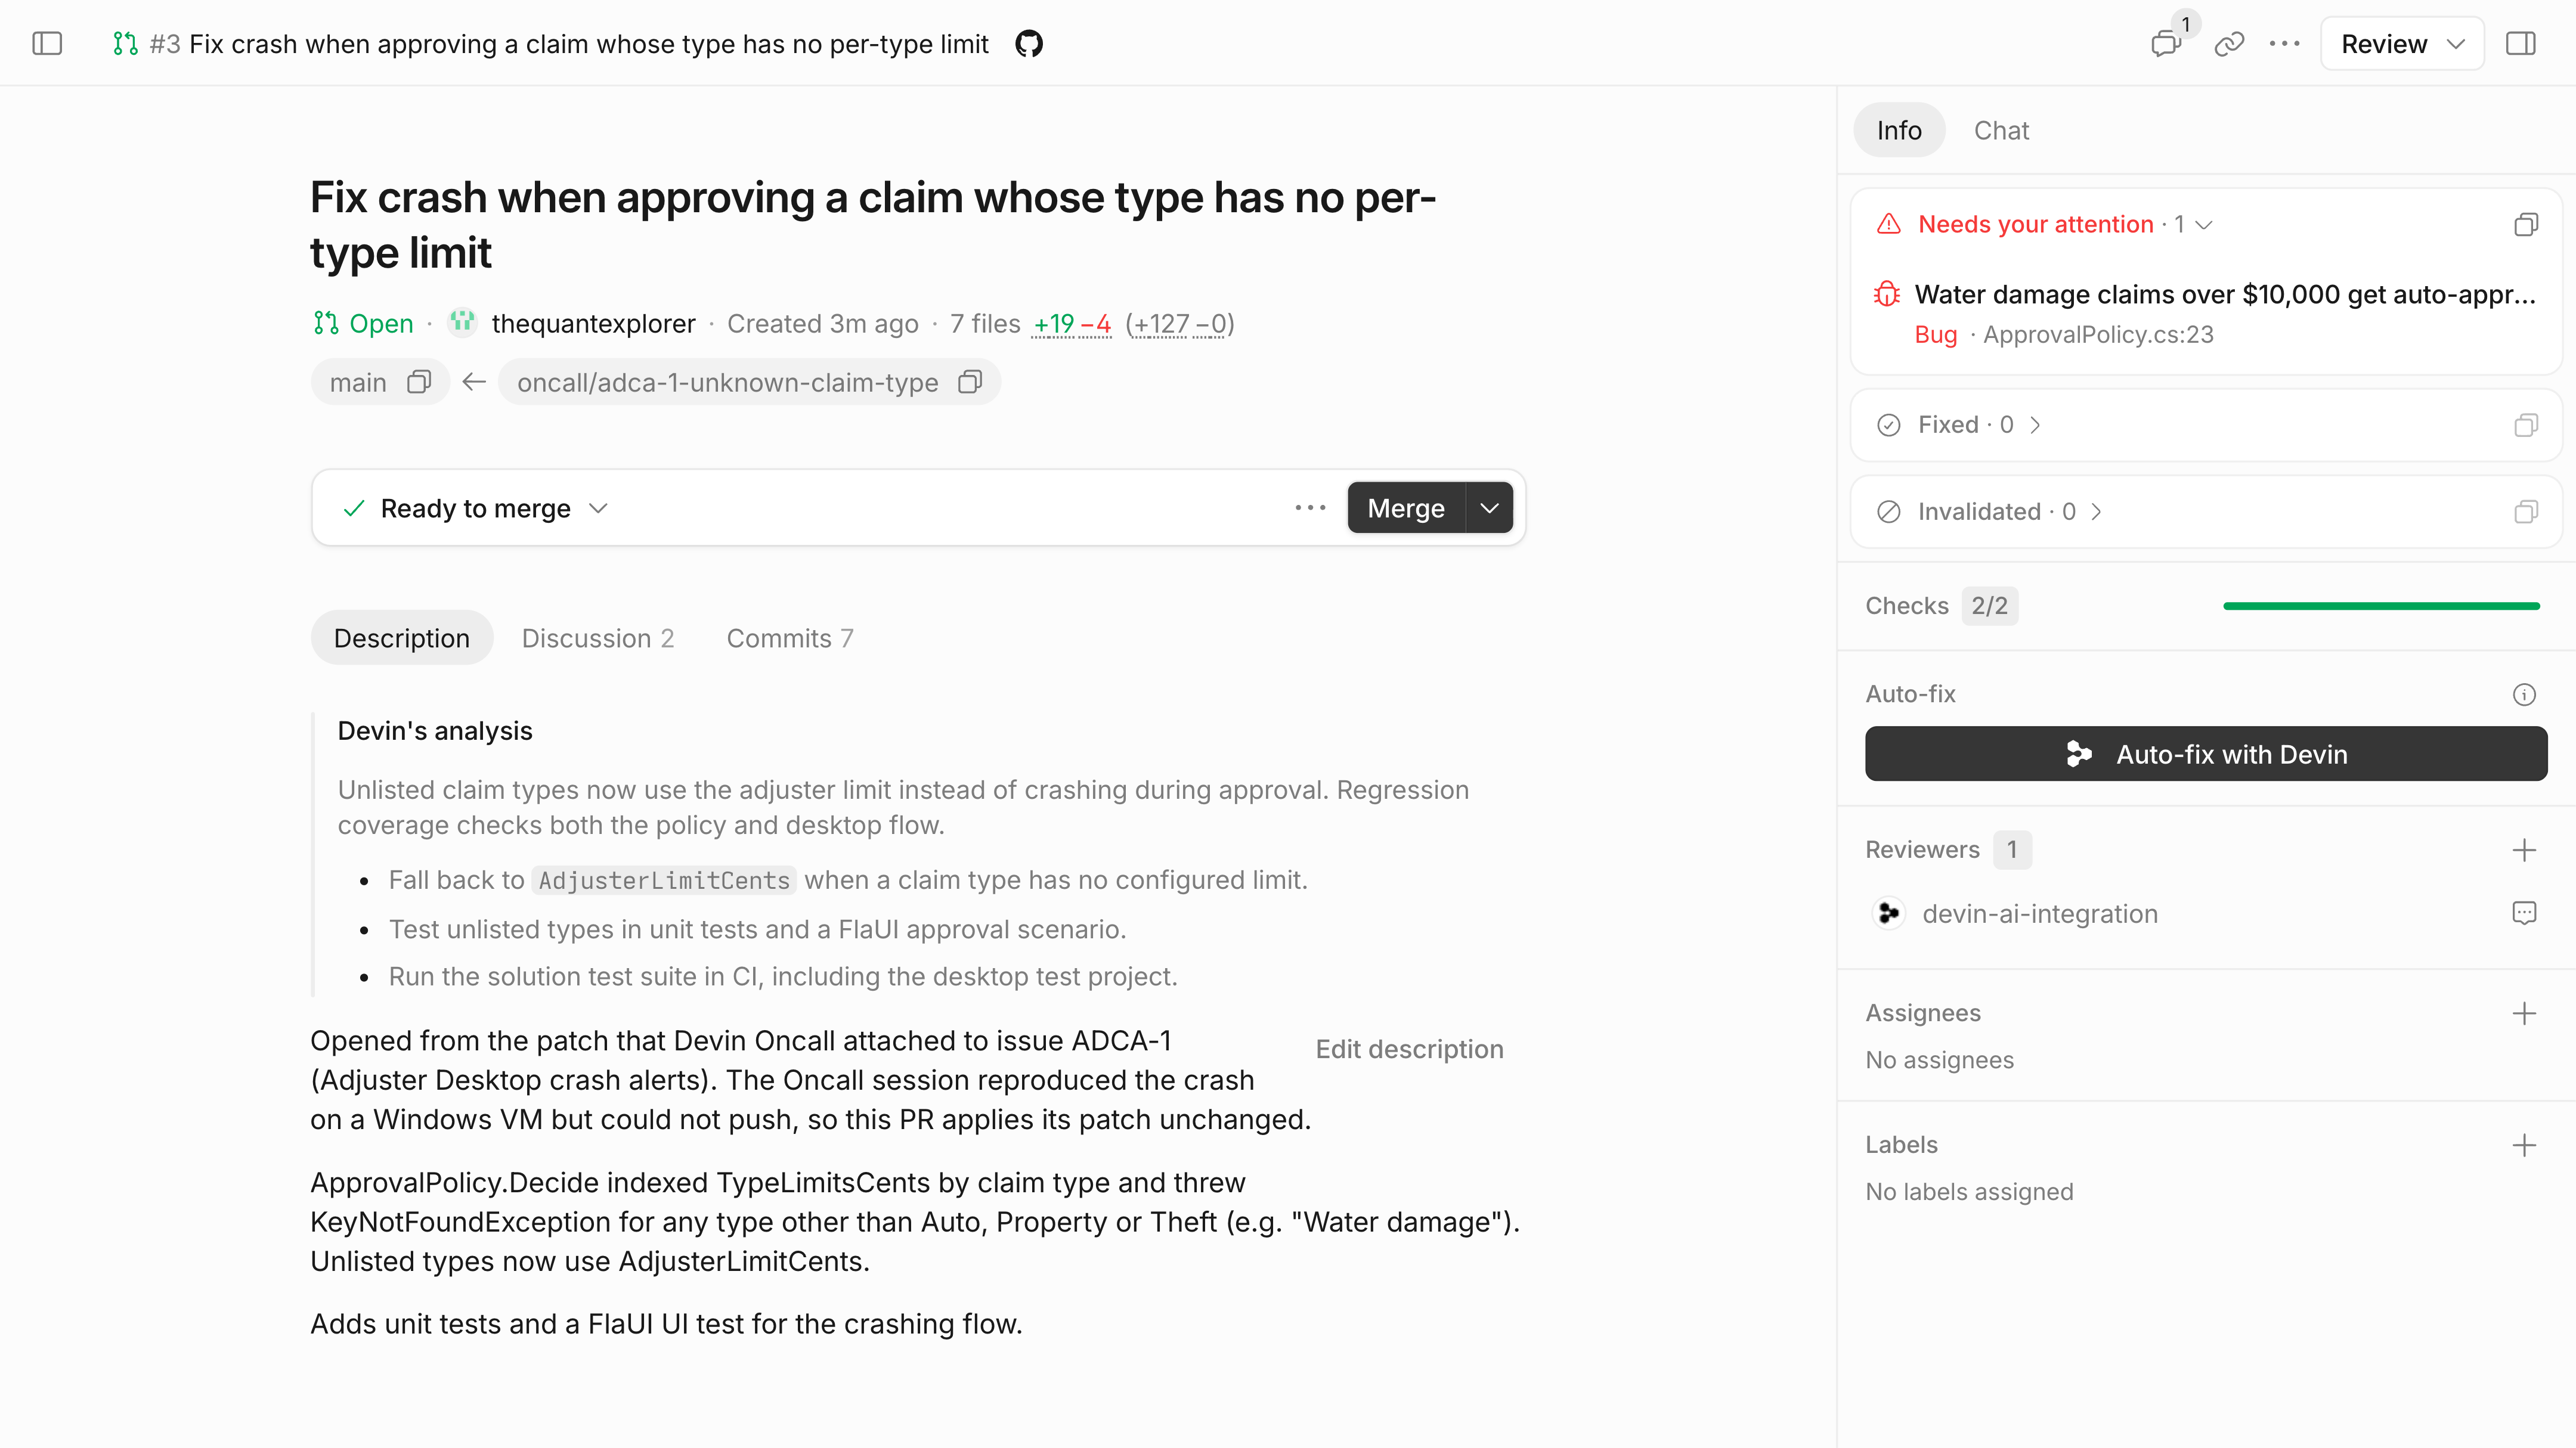 #3 Fix crash when approving a claim whose type has no per-type limit
1
Review
Fix crash when approving a claim whose type has no per-
type limit
Open · thequantexplorer · Created 3m ago · 7 files +19 −4 (+127 −0)
main ← oncall/adca-1-unknown-claim-type
Ready to merge
Merge
Description
Discussion 2
Commits 7
Devin's analysis
Unlisted claim types now use the adjuster limit instead of crashing during approval. Regression
coverage checks both the policy and desktop flow.
• Fall back to AdjusterLimitCents when a claim type has no configured limit.
• Test unlisted types in unit tests and a FlaUI approval scenario.
• Run the solution test suite in CI, including the desktop test project.
Edit description
Opened from the patch that Devin Oncall attached to issue ADCA-1
(Adjuster Desktop crash alerts). The Oncall session reproduced the crash
on a Windows VM but could not push, so this PR applies its patch unchanged.
ApprovalPolicy.Decide indexed TypeLimitsCents by claim type and threw
KeyNotFoundException for any type other than Auto, Property or Theft (e.g. "Water damage").
Unlisted types now use AdjusterLimitCents.
Adds unit tests and a FlaUI UI test for the crashing flow.
Info
Chat
Needs your attention · 1
Water damage claims over $10,000 get auto-appr...
Bug · ApprovalPolicy.cs:23
Fixed · 0
Invalidated · 0
Checks 2/2
Auto-fix
Auto-fix with Devin
Reviewers 1
devin-ai-integration
Assignees
No assignees
Labels
No labels assigned